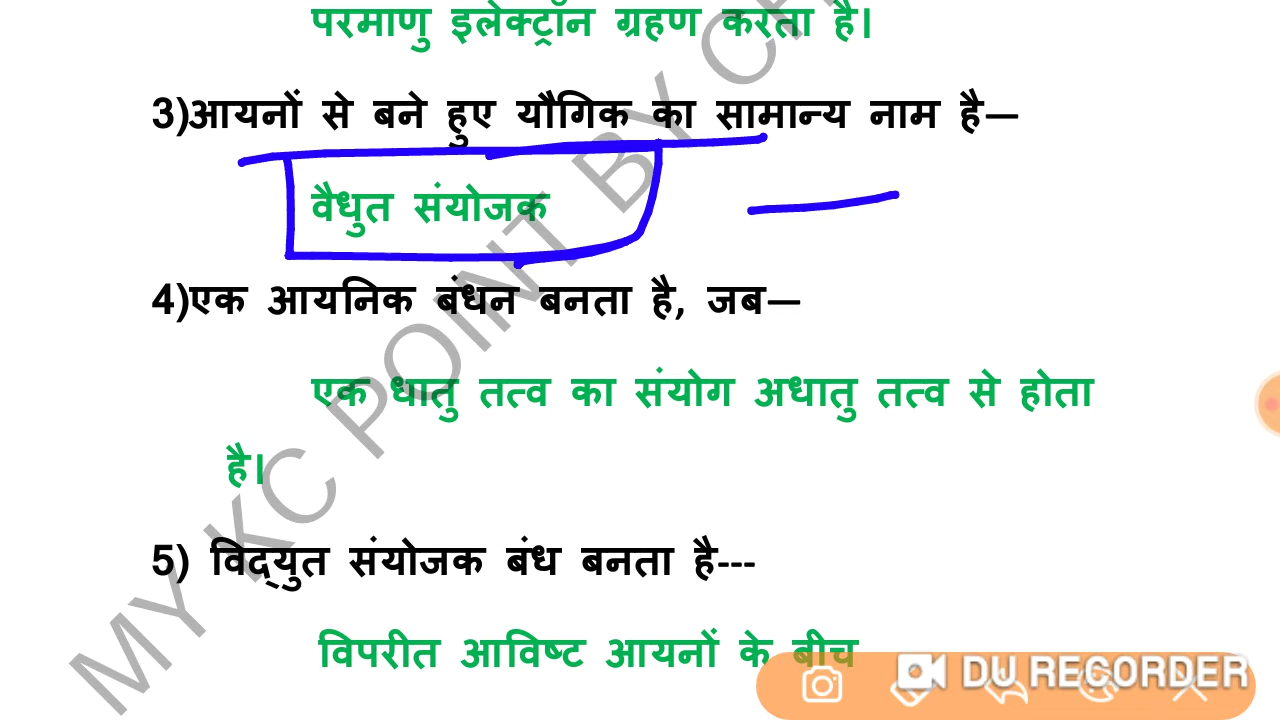 परमाणु इलेक्ट्रॉन ग्रहण करता है।
3)आयनों से बने हुए यौगिक का सामान्य नाम है—
वैधुत संयोजक
4)एक आयनिक बंधन बनता है, जब—
एक धातु तत्व का संयोग अधातु तत्व से होता
है।
5) विद्‌युत संयोजक बंध बनता है---
विपरीत आविष्ट आयनों के बीच
MY KC POINT BY
DU RECORDER